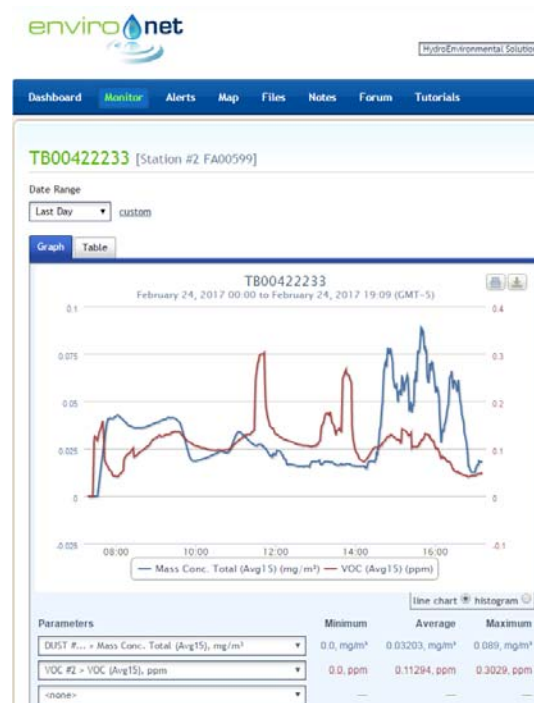 enviro net
HydroEnvironmental Solution
Dashboard Monitor Alerts Map Files Notes Forum Tutorials
TB00422233 [Station #2 FA00599]
Date Range
Last Day custom
Graph Table
TB00422233
February 24, 2017 00:00 to February 24, 2017 19:09 (GMT-5)
0.1 0.4
0.075 0.3
0.05 0.2
0.025 0.1
0 0
-0.025 -0.1
08:00 10:00 12:00 14:00 16:00
Mass Conc. Total (Avg15) (mg/m³) VOC (Avg15) (ppm)
line chart histogram
Parameters Minimum Average Maximum
DUST #... > Mass Conc. Total (Avg15), mg/m³ 0.0, mg/m³ 0.03203, mg/m³ 0.089, mg/m³
VOC #2 > VOC (Avg15), ppm 0.0, ppm 0.11294, ppm 0.3029, ppm
<none> — — —